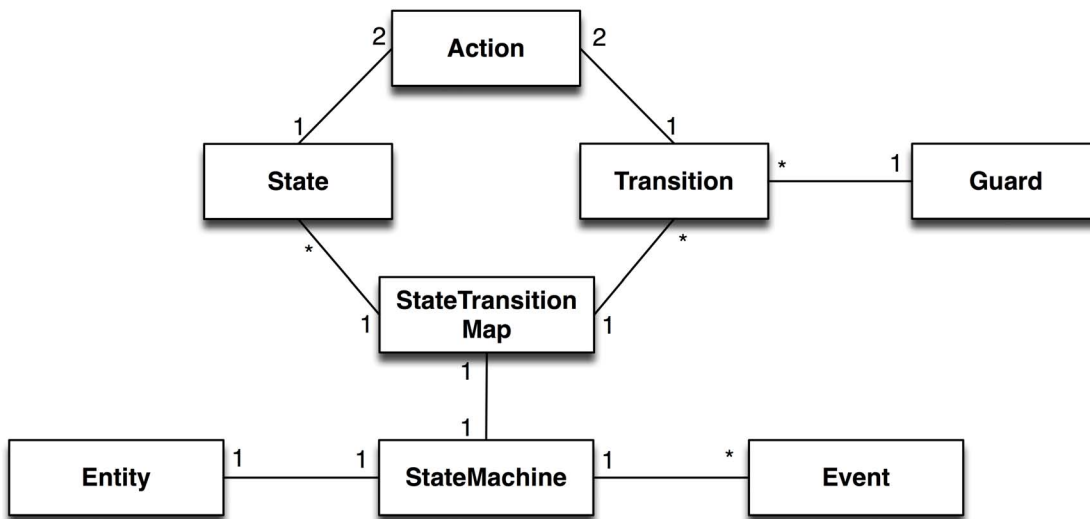 2
Action
2
1
1
State
Transition
*
1
Guard
*
*
StateTransition
Map
1
1
1
1
Entity
1
1
StateMachine
1
*
Event